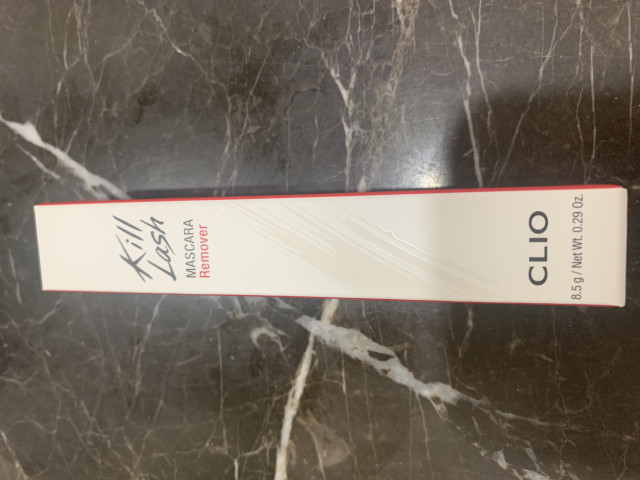 Kill
Lash
MASCARA
Remover
CLIO
8.5 g / Net Wt. 0.29 Oz.